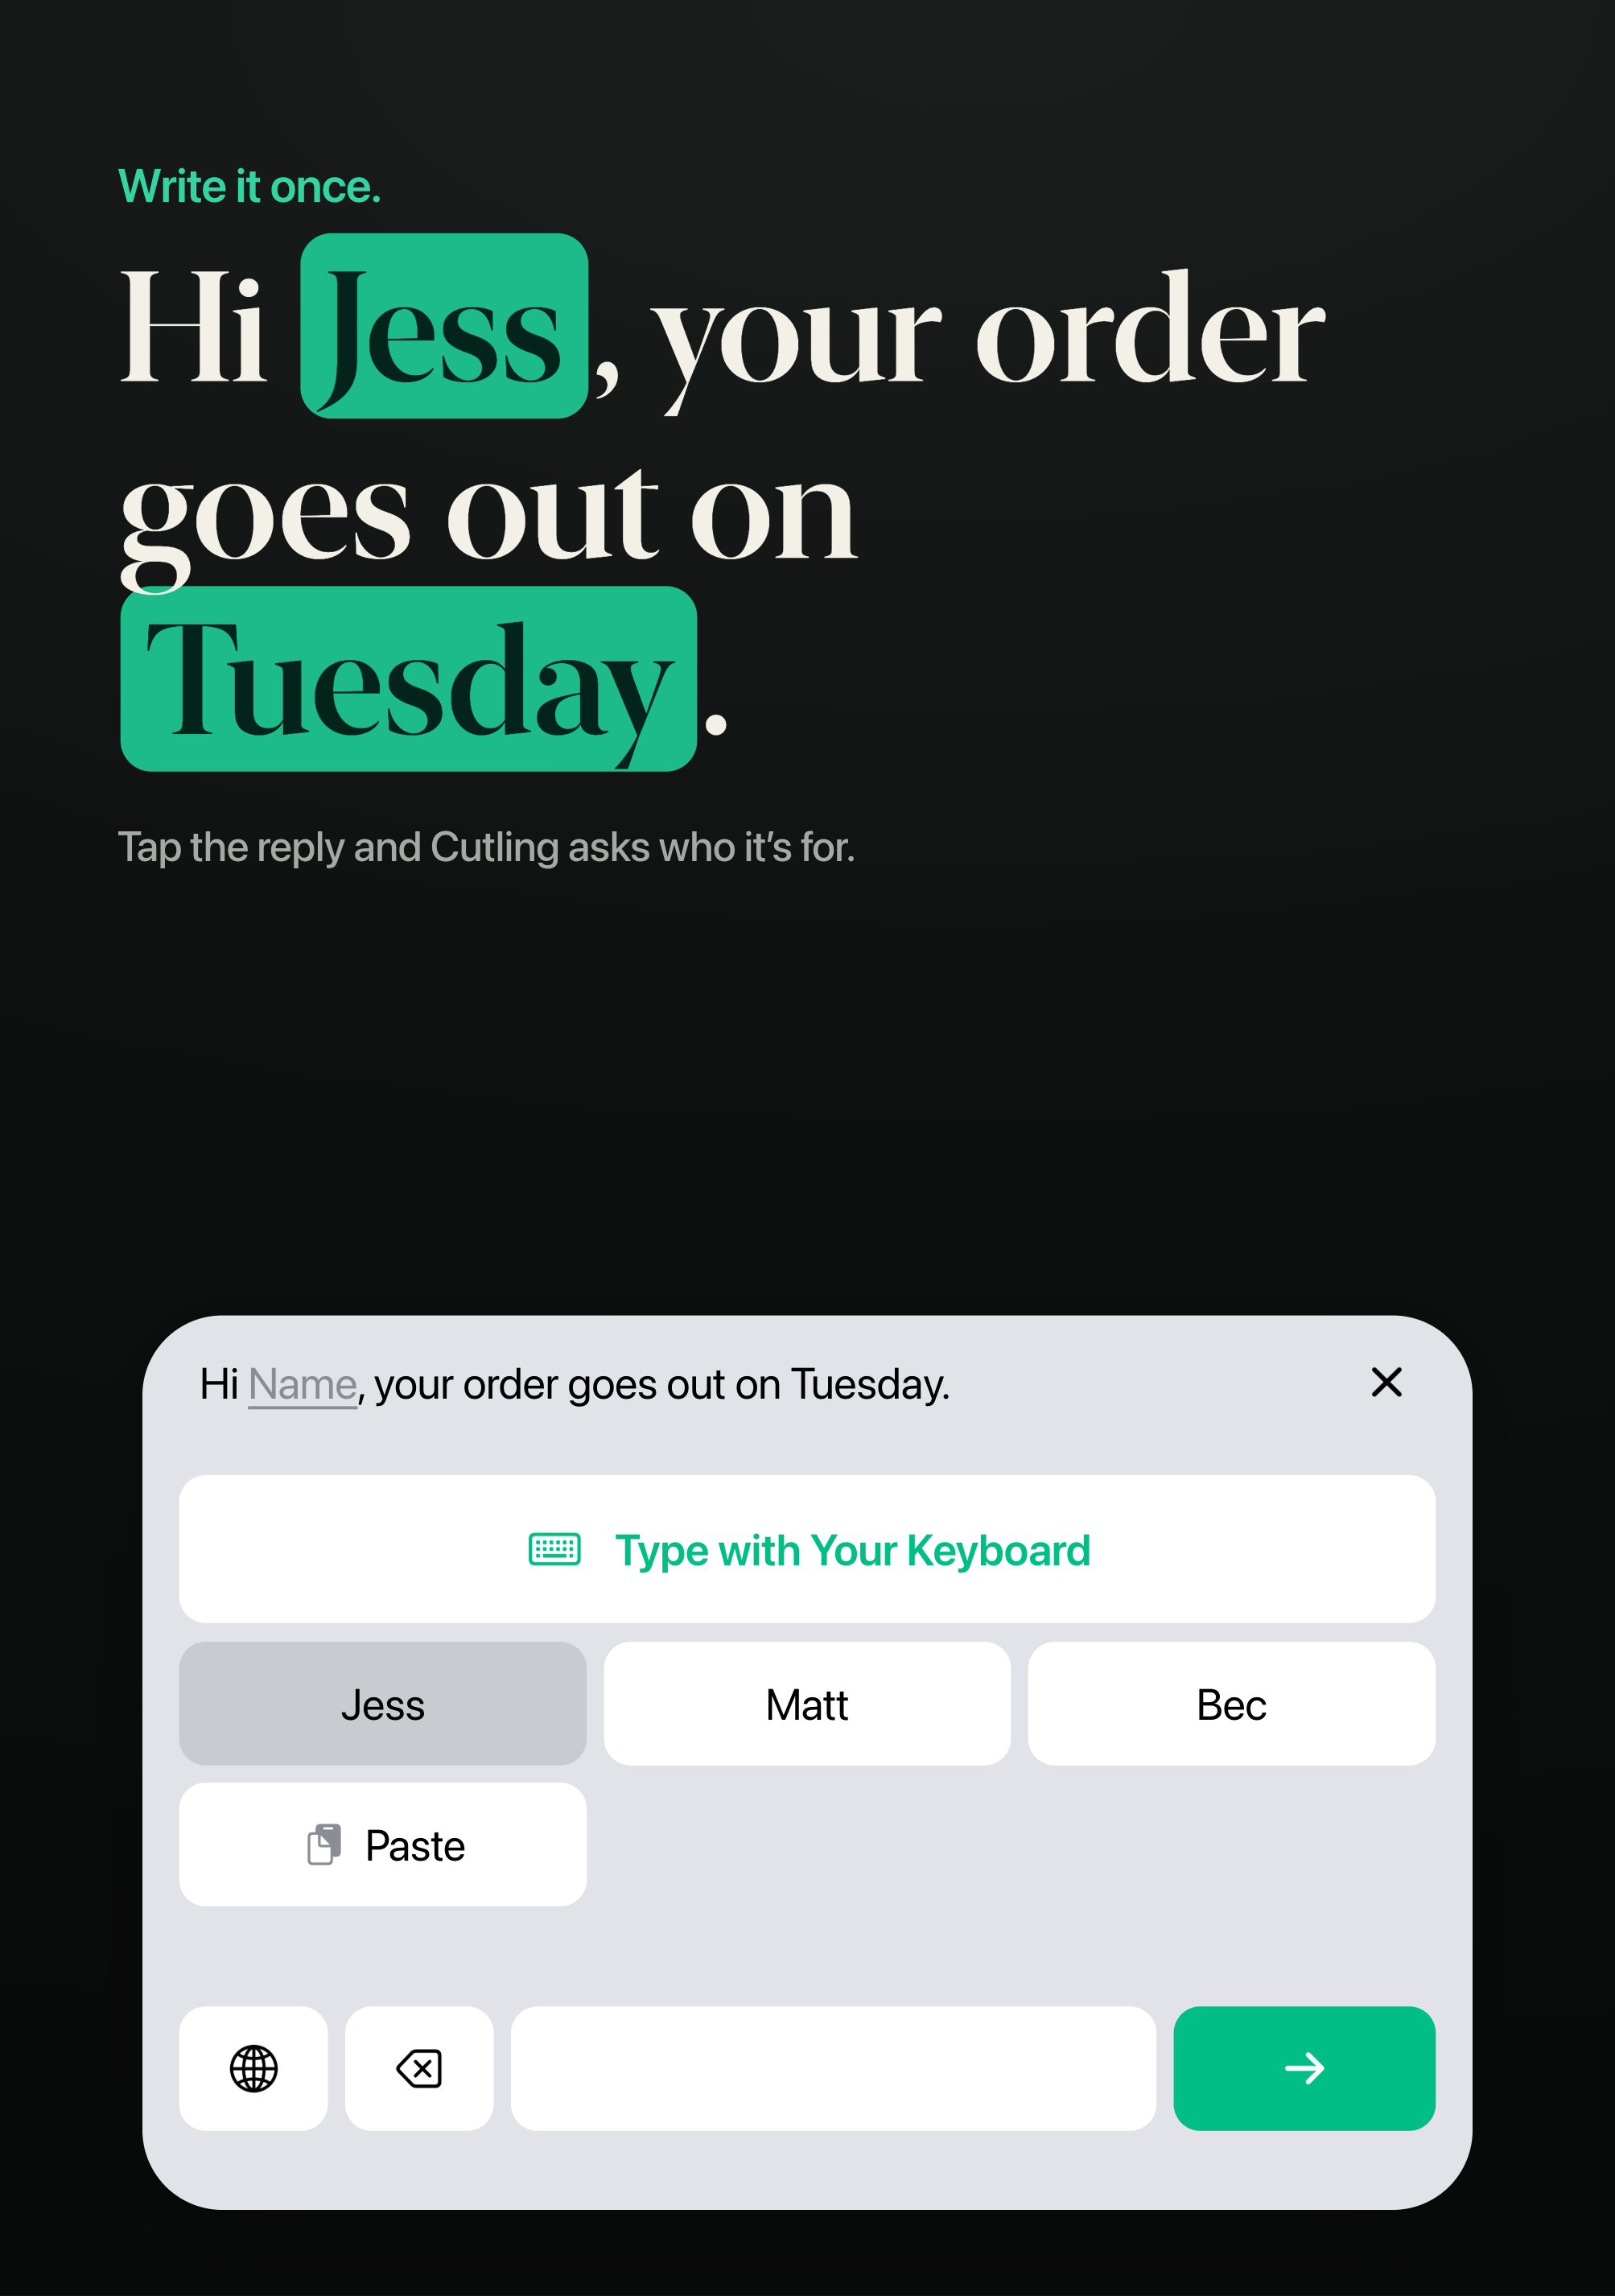 Write it once.
Hi Jess, your order
goes out on
Tuesday.
Tap the reply and Cutling asks who it’s for.
Hi Name, your order goes out on Tuesday.
Type with Your Keyboard
Jess
Matt
Bec
Paste